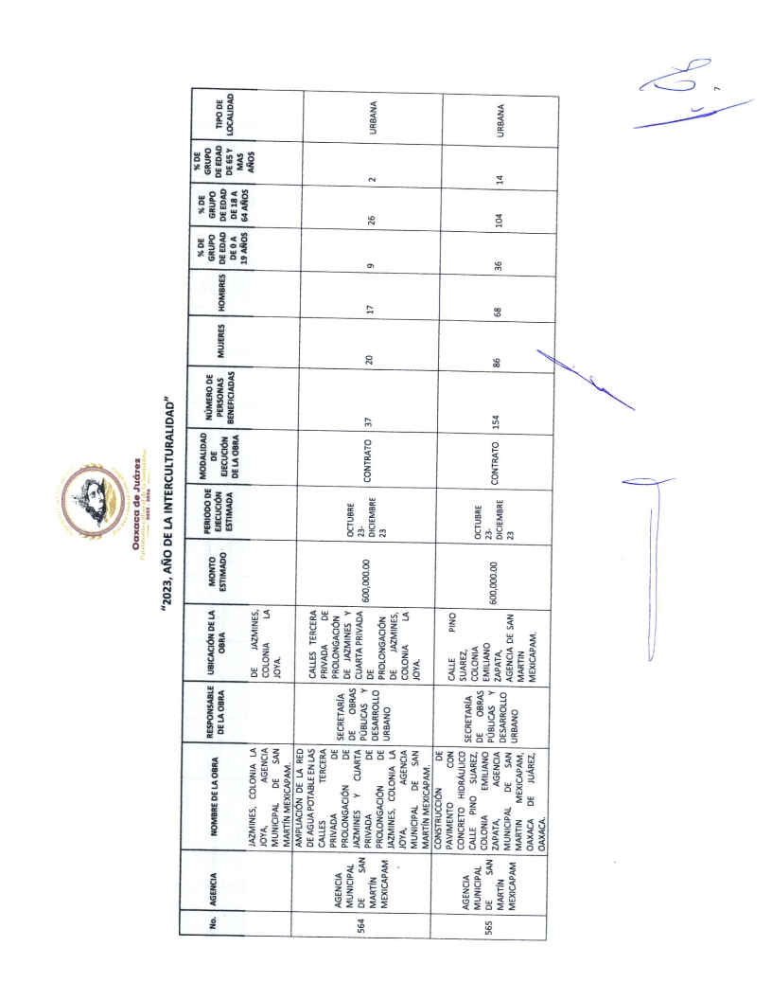 Oaxaca de Juárez
2022 - 2024
"2023, AÑO DE LA INTERCULTURALIDAD"
No.
AGENCIA
NOMBRE DE LA OBRA
RESPONSABLE
DE LA OBRA
UBICACIÓN DE LA
OBRA
MONTO
ESTIMADO
PERIODO DE
EJECUCIÓN
ESTIMADA
MODALIDAD
DE
EJECUCIÓN
DE LA OBRA
NÚMERO DE
PERSONAS
BENEFICIADAS
MUJERES
HOMBRES
% DE
GRUPO
DE EDAD
DE 0 A
19 AÑOS
% DE
GRUPO
DE EDAD
DE 18 A
64 AÑOS
% DE
GRUPO
DE EDAD
DE 65 Y
MAS
AÑOS
TIPO DE
LOCALIDAD
JAZMINES, COLONIA LA
JOYA, AGENCIA
MUNICIPAL DE SAN
MARTÍN MEXICAPAM.
DE JAZMINES,
COLONIA LA
JOYA.
564
AGENCIA
MUNICIPAL
DE SAN
MARTÍN
MEXICAPAM
AMPLIACIÓN DE LA RED
DE AGUA POTABLE EN LAS
CALLES TERCERA
PRIVADA DE
PROLONGACIÓN DE
JAZMINES Y CUARTA
PRIVADA DE
PROLONGACIÓN DE
JAZMINES, COLONIA LA
JOYA, AGENCIA
MUNICIPAL DE SAN
MARTÍN MEXICAPAM.
SECRETARÍA
DE OBRAS
PÚBLICAS Y
DESARROLLO
URBANO
CALLES TERCERA
PRIVADA DE
PROLONGACIÓN
DE JAZMINES Y
CUARTA PRIVADA
DE
PROLONGACIÓN
DE JAZMINES,
COLONIA LA
JOYA.
600,000.00
OCTUBRE
23-
DICIEMBRE
23
CONTRATO
37
20
17
9
26
2
URBANA
565
AGENCIA
MUNICIPAL
DE SAN
MARTÍN
MEXICAPAM
CONSTRUCCIÓN DE
PAVIMENTO CON
CONCRETO HIDRÁULICO
CALLE PINO SUAREZ,
COLONIA EMILIANO
ZAPATA, AGENCIA
MUNICIPAL DE SAN
MARTIN MEXICAPAM,
OAXACA DE JUÁREZ,
OAXACA.
SECRETARÍA
DE OBRAS
PÚBLICAS Y
DESARROLLO
URBANO
CALLE PINO
SUAREZ,
COLONIA
EMILIANO
ZAPATA,
AGENCIA DE SAN
MARTIN
MEXICAPAM.
600,000.00
OCTUBRE
23-
DICIEMBRE
23
CONTRATO
154
86
68
36
104
14
URBANA
7